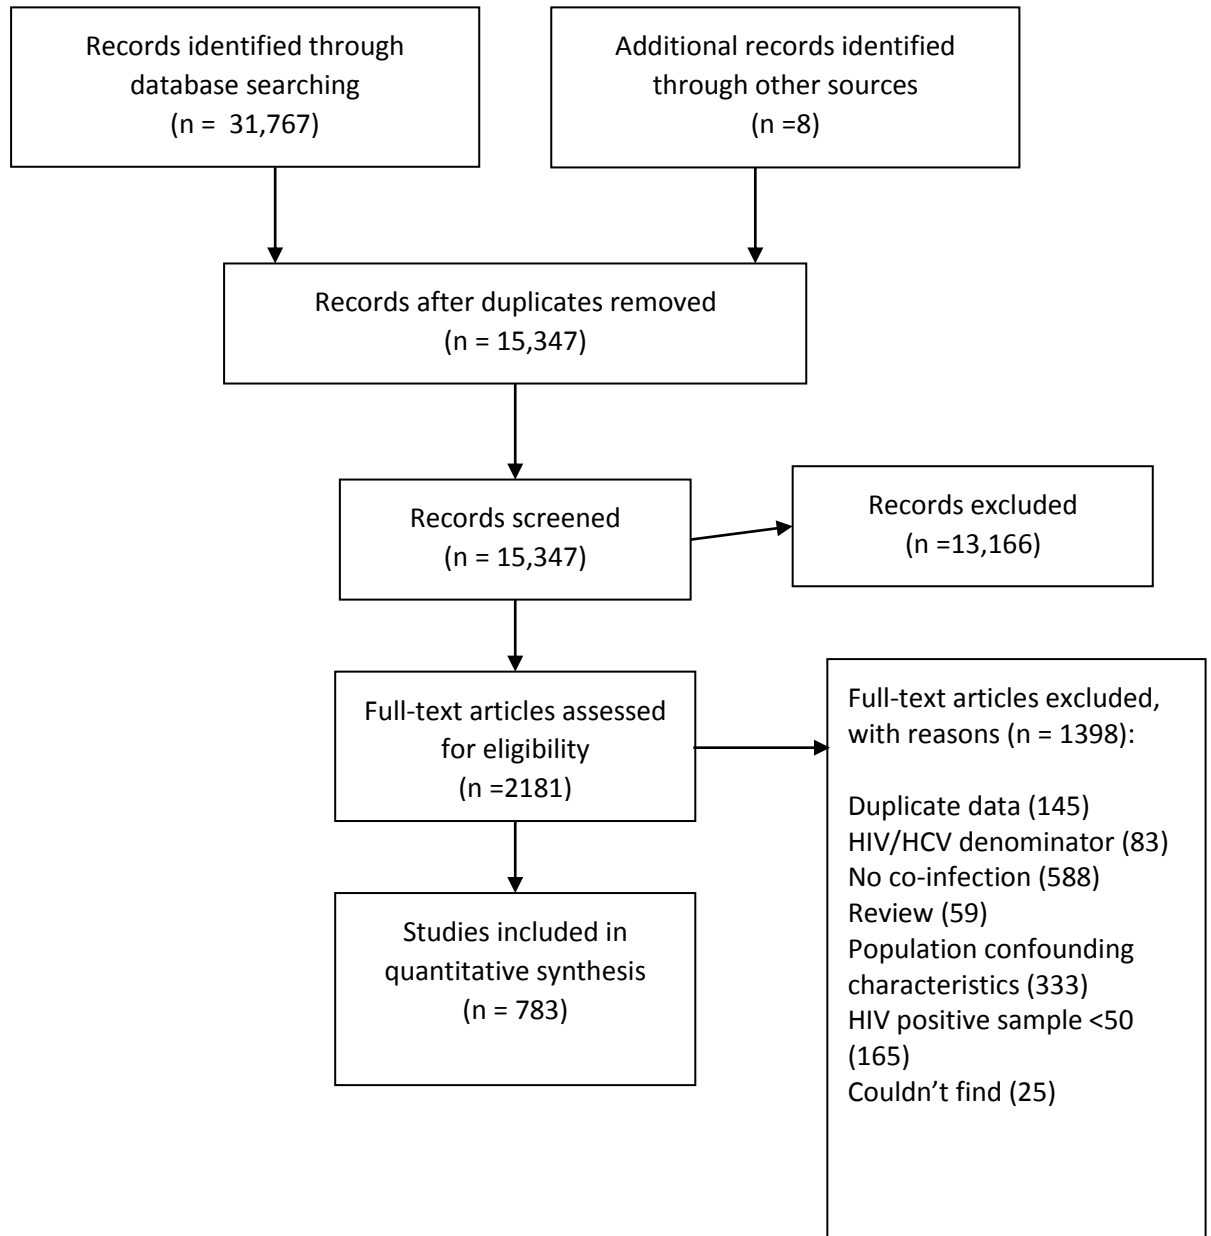 Records identified through
database searching
(n =  31,767)
Additional records identified
through other sources
(n =8)
Records after duplicates removed
(n = 15,347)
Records screened
(n = 15,347)
Records excluded
(n =13,166)
Full-text articles assessed
for eligibility
(n =2181)
Full-text articles excluded,
with reasons (n = 1398):
Duplicate data (145)
HIV/HCV denominator (83)
No co-infection (588)
Review (59)
Population confounding
characteristics (333)
HIV positive sample <50
(165)
Couldn’t find (25)
Studies included in
quantitative synthesis
(n = 783)